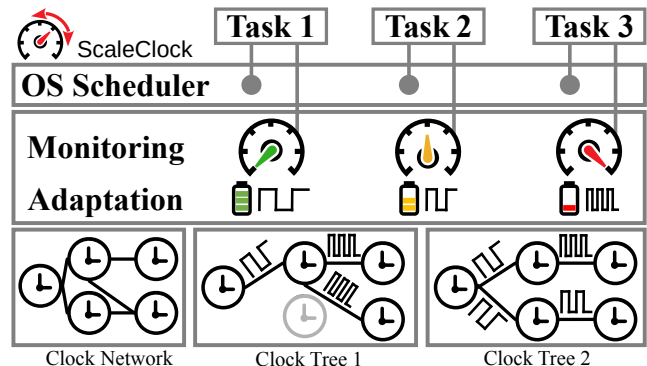 Task 1 Task 2 Task 3
ScaleClock
OS Scheduler
Monitoring
Adaptation
Clock Network Clock Tree 1 Clock Tree 2